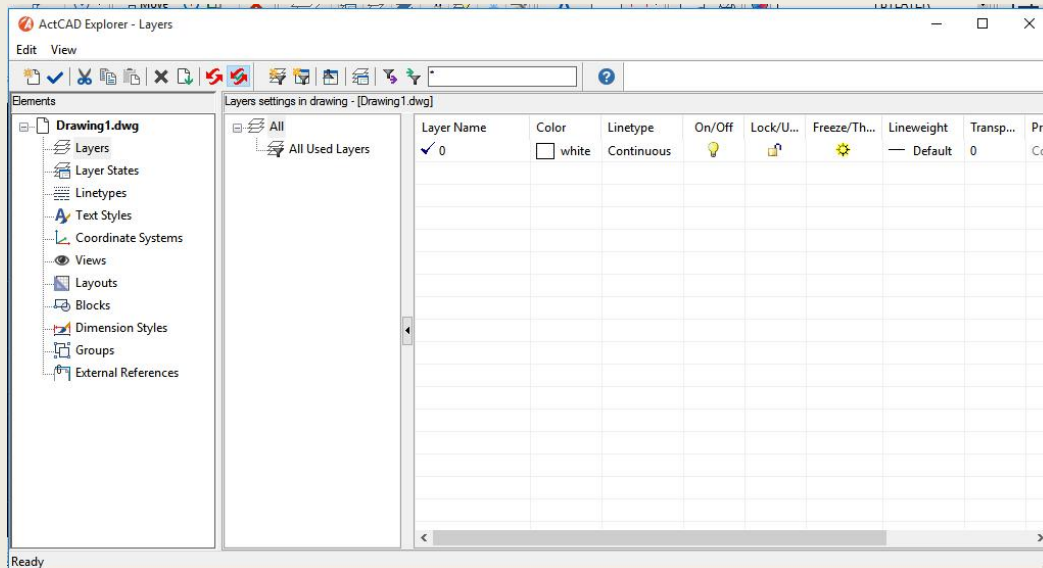 ActCAD Explorer - Layers
Edit View
*
Elements
Layers settings in drawing - [Drawing1.dwg]
Drawing1.dwg
Layers
Layer States
Linetypes
Text Styles
Coordinate Systems
Views
Layouts
Blocks
Dimension Styles
Groups
External References
All
All Used Layers
Layer Name Color Linetype On/Off Lock/U... Freeze/Th... Lineweight Transp... Pr
0 white Continuous Default 0 Co
Ready